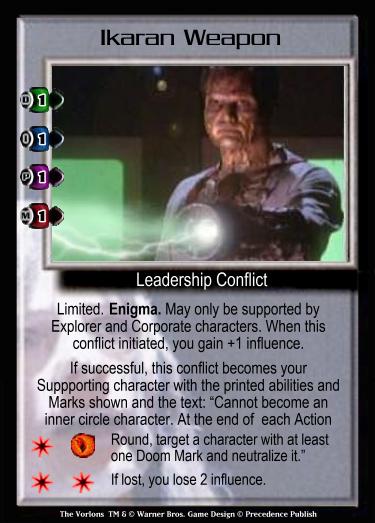 Ikaran Weapon
D 1
I 1
P 1
M 1
Leadership Conflict
Limited. Enigma. May only be supported by
Explorer and Corporate characters. When this
conflict initiated, you gain +1 influence.
If successful, this conflict becomes your
Suppporting character with the printed abilities and
Marks shown and the text: “Cannot become an
inner circle character. At the end of each Action
Round, target a character with at least
one Doom Mark and neutralize it.”
If lost, you lose 2 influence.
The Vorlons TM & © Warner Bros. Game Design © Precedence Publish